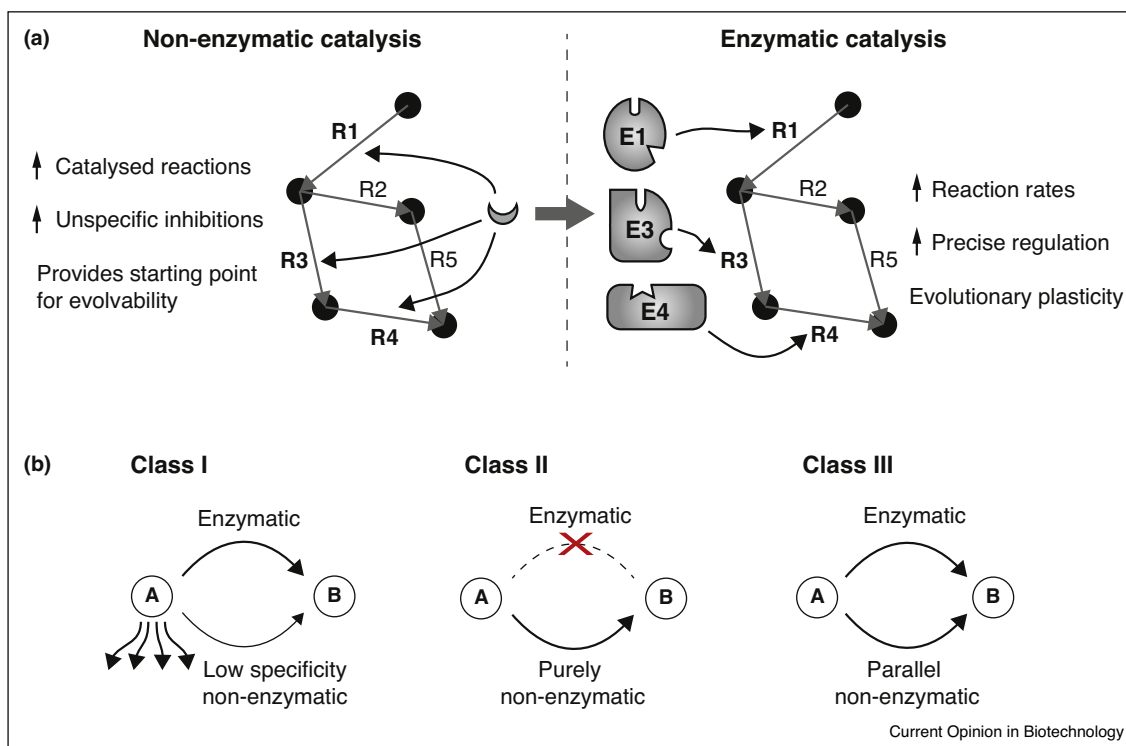 (a)
Non-enzymatic catalysis
Catalysed reactions
Unspecific inhibitions
Provides starting point
for evolvability
R1
R2
R3
R5
R4
Enzymatic catalysis
E1
E3
E4
R1
R2
R3
R5
R4
Reaction rates
Precise regulation
Evolutionary plasticity
(b)
Class I
Enzymatic
A
B
Low specificity
non-enzymatic
Class II
Enzymatic
A
B
Purely
non-enzymatic
Class III
Enzymatic
A
B
Parallel
non-enzymatic
Current Opinion in Biotechnology